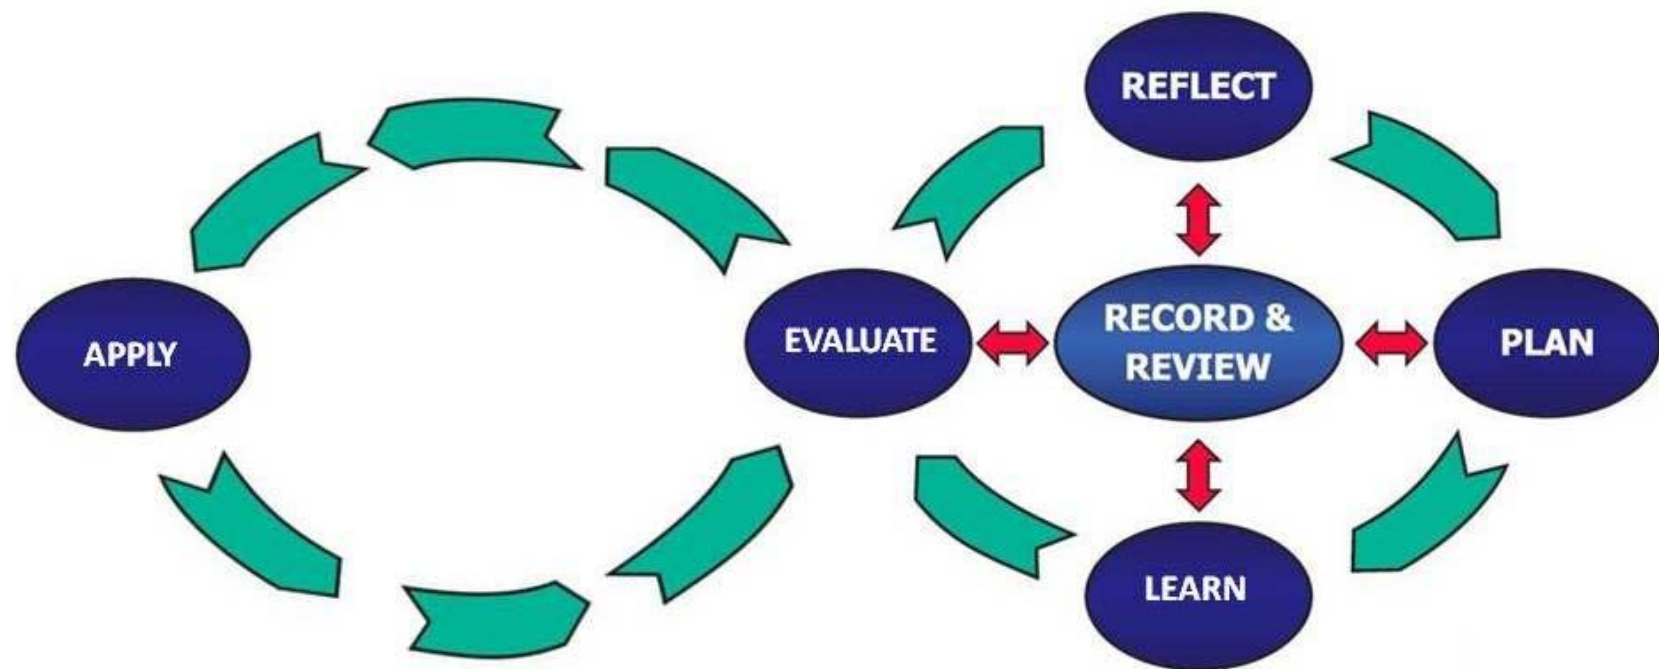 REFLECT
APPLY
EVALUATE
RECORD &
REVIEW
PLAN
LEARN